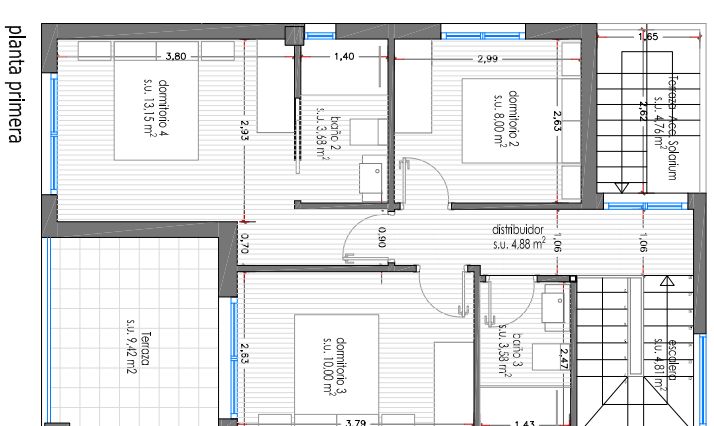 planta primera
3,80
1,40
2,99
1,65
dormitorio 4
s.u. 13,15 m²
2,93
baño 2
s.u. 3,68 m²
dormitorio 2
s.u. 8,00 m²
2,63
Terraza Acc. Solarium
s.u. 4,76 m²
2,62
0,70
0,90
distribuidor
s.u. 4,88 m²
1,06
1,06
Terraza
s.u. 9,42 m2
2,63
dormitorio 3
s.u. 10,00 m²
baño 3
s.u. 3,58 m²
2,47
escalera
s.u. 4,81 m²
3,79
1,43